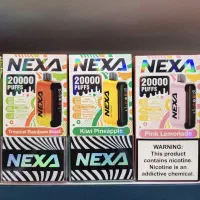 NEXA
20000
PUFFS
Tropical Rainbow Blast
NEXA
NEXA
20000
PUFFS
Kiwi Pineapple
NEXA
NEXA
20000
PUFFS
Pink Lemonade
WARNING:
This product
contains nicotine.
Nicotine is an
addictive chemical.